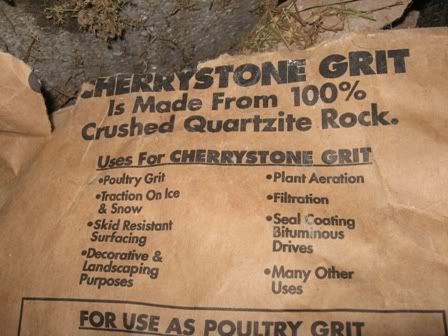 CHERRYSTONE GRIT
Is Made From 100%
Crushed Quartzite Rock.
Uses For CHERRYSTONE GRIT
•Poultry Grit
•Traction On Ice
& Snow
•Skid Resistant
Surfacing
•Decorative &
Landscaping
Purposes
•Plant Aeration
•Filtration
•Seal Coating
Bituminous
Drives
•Many Other
Uses
FOR USE AS POULTRY GRIT